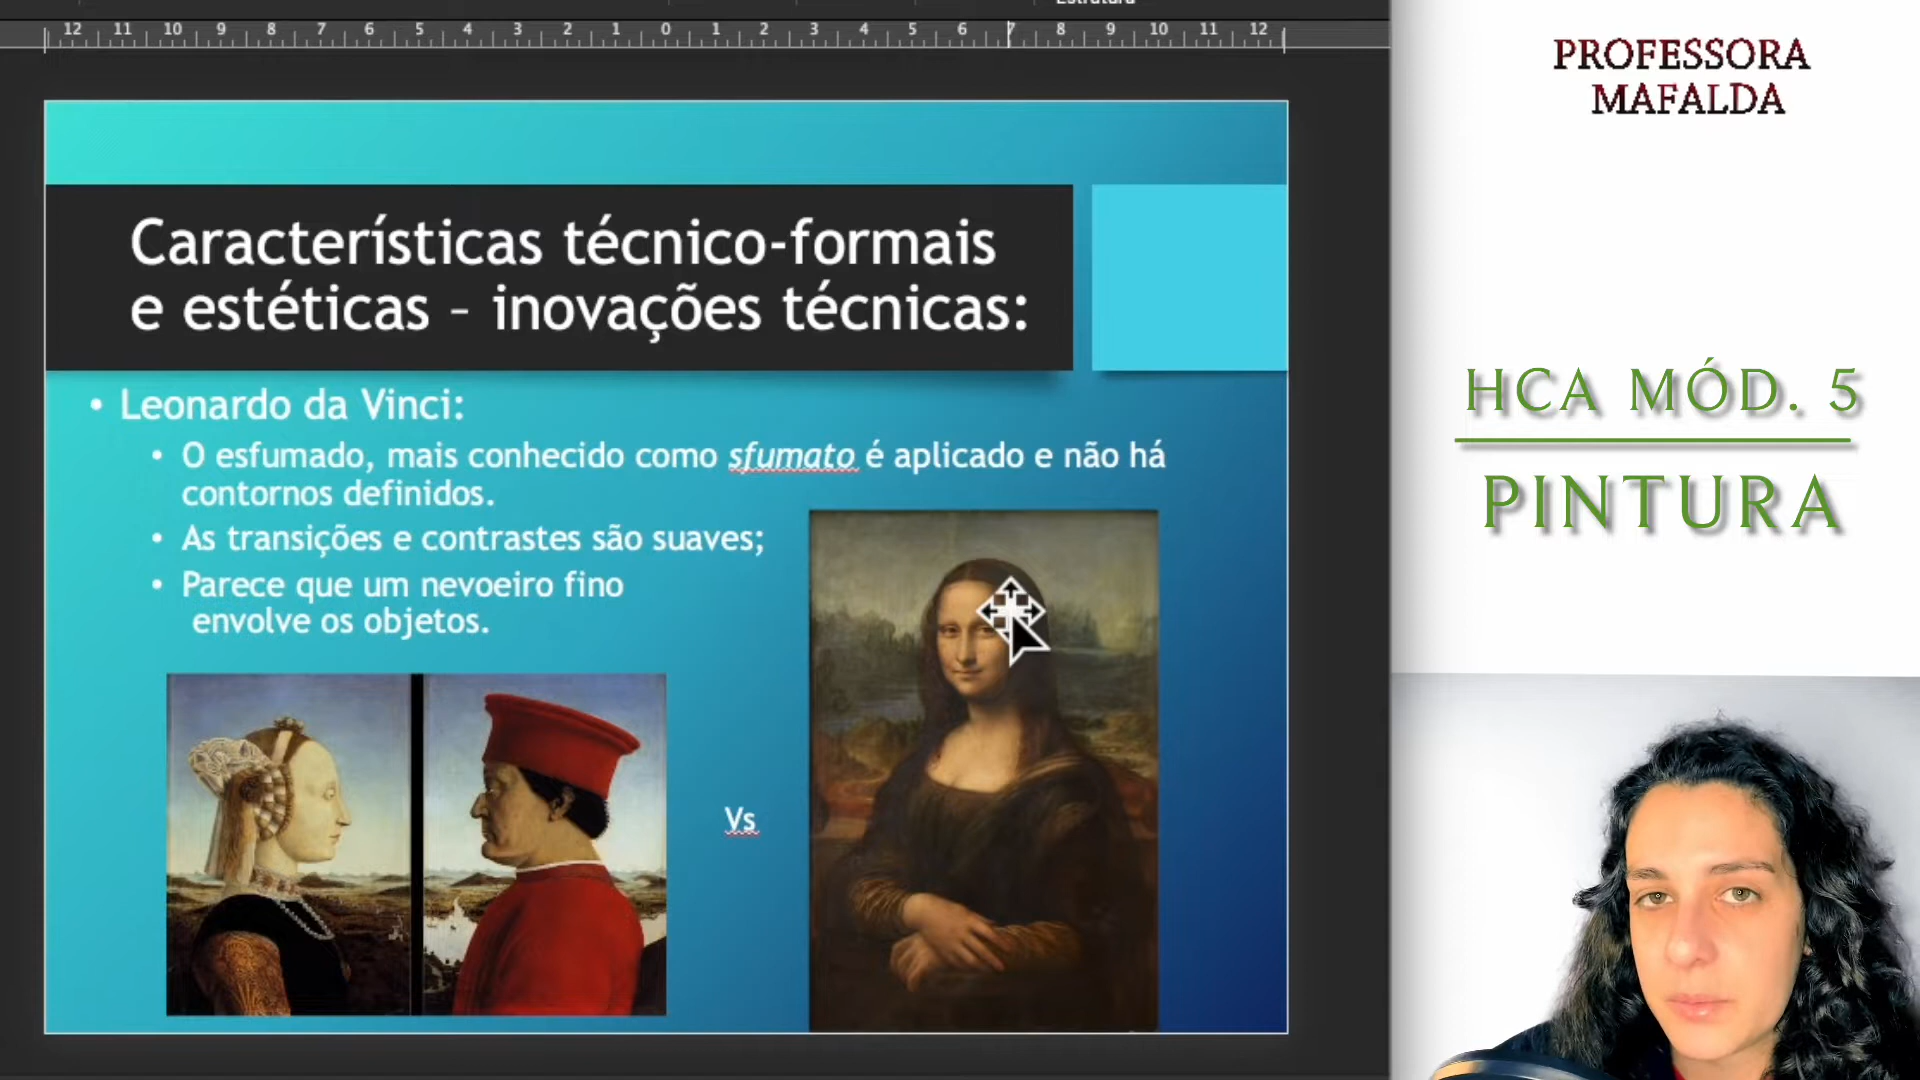 12 11 10 9 8 7 6 5 4 3 2 1 0 1 2 3 4 5 6 7 8 9 10 11 12
PROFESSORA
MAFALDA
Características técnico-formais
e estéticas – inovações técnicas:
• Leonardo da Vinci:
• O esfumado, mais conhecido como sfumato é aplicado e não há
contornos definidos.
• As transições e contrastes são suaves;
• Parece que um nevoeiro fino
envolve os objetos.
Vs
HCA MÓD. 5
PINTURA